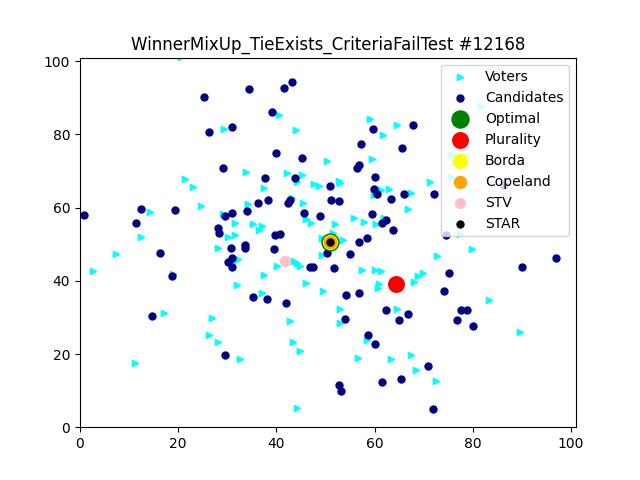 WinnerMixUp_TieExists_CriteriaFailTest #12168
100
80
60
40
20
0
0
20
40
60
80
100
Voters
Candidates
Optimal
Plurality
Borda
Copeland
STV
STAR